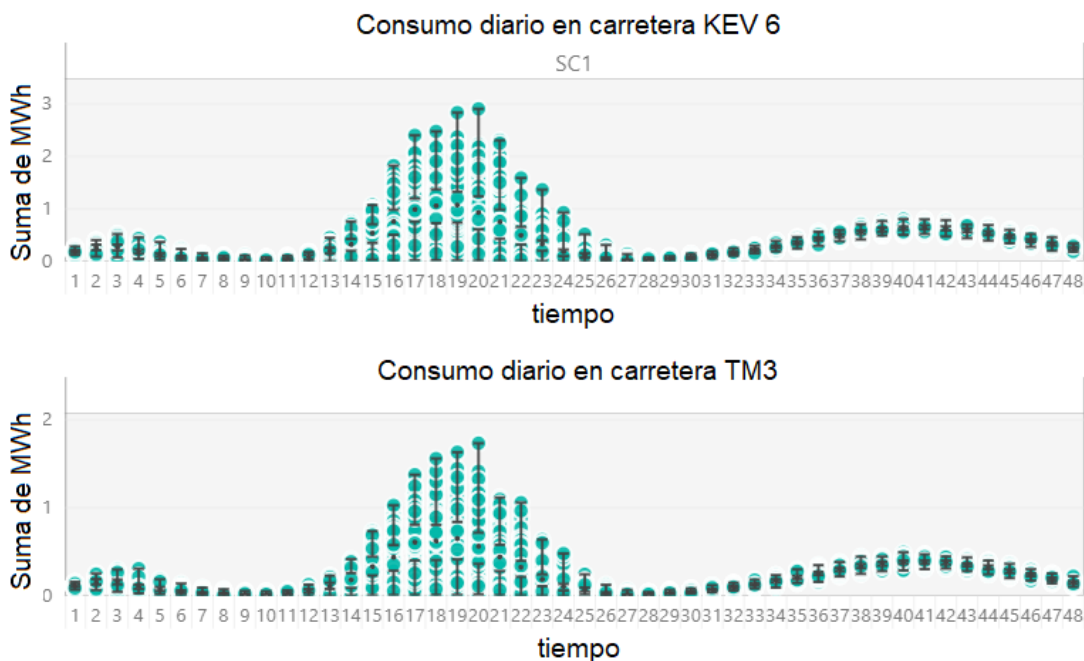 Consumo diario en carretera KEV 6
SC1
Suma de MWh
3
2
1
0
1 2 3 4 5 6 7 8 9 10 11 12 13 14 15 16 17 18 19 20 21 22 23 24 25 26 27 28 29 30 31 32 33 34 35 36 37 38 39 40 41 42 43 44 45 46 47 48
tiempo
Consumo diario en carretera TM3
Suma de MWh
2
1
0
1 2 3 4 5 6 7 8 9 10 11 12 13 14 15 16 17 18 19 20 21 22 23 24 25 26 27 28 29 30 31 32 33 34 35 36 37 38 39 40 41 42 43 44 45 46 47 48
tiempo